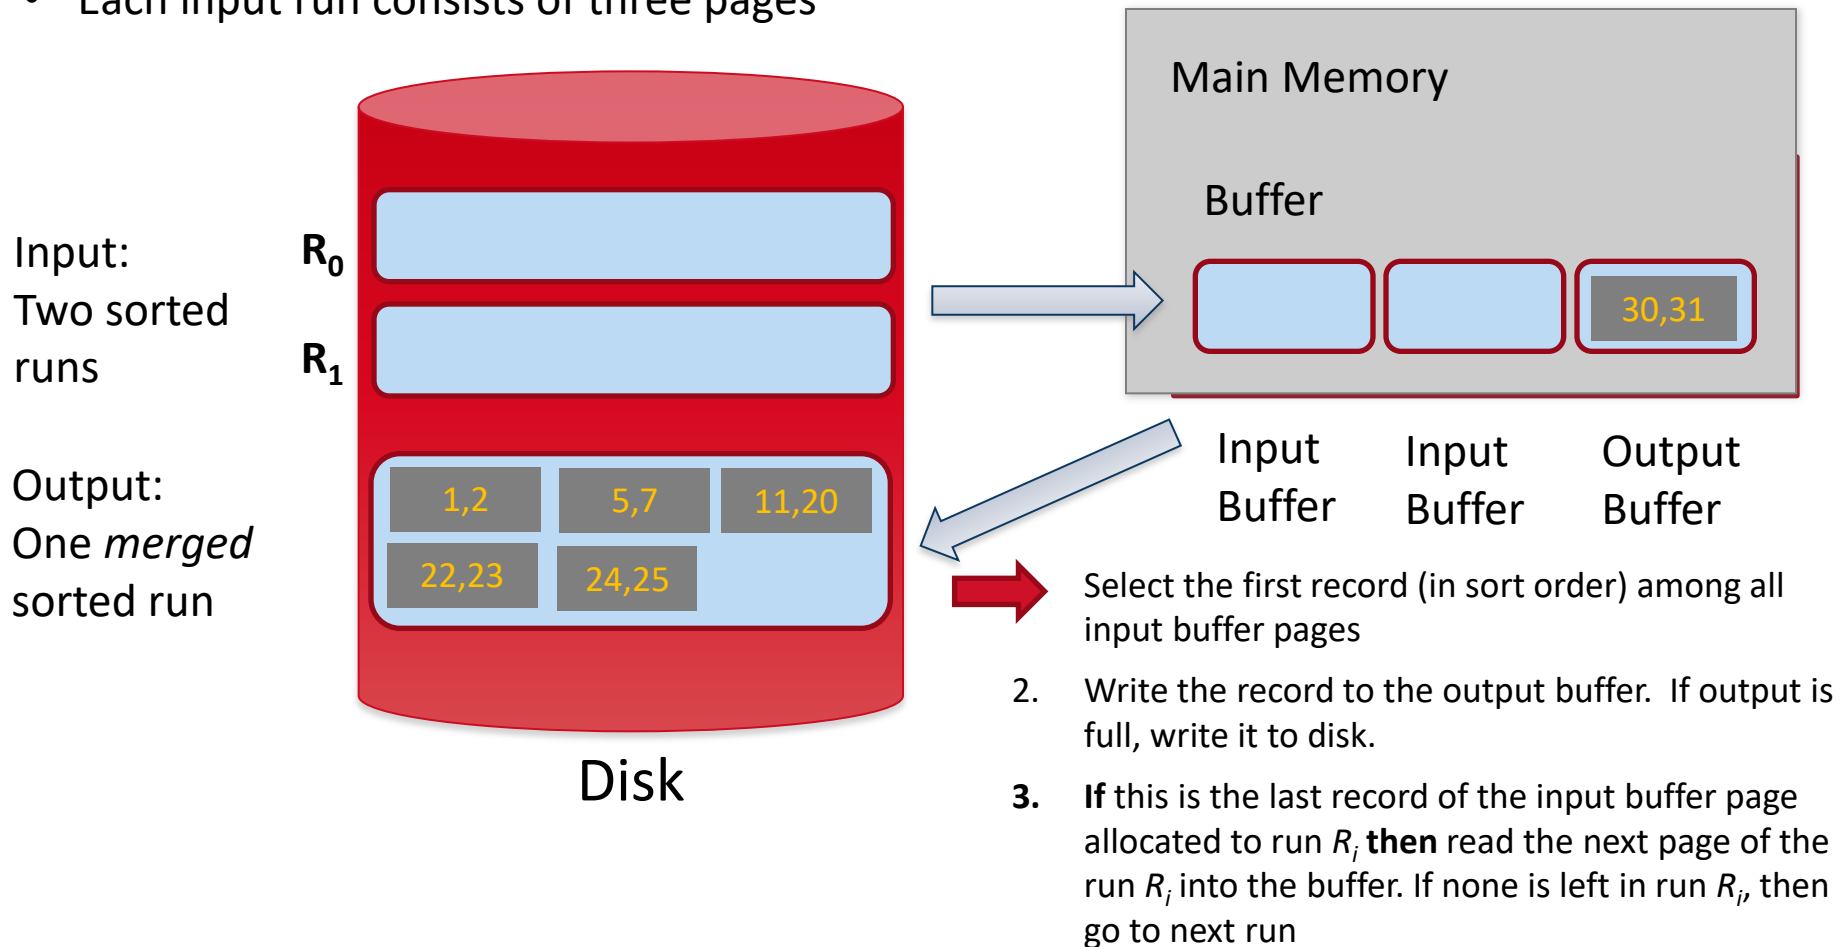 • Each input run consists of three pages
Main Memory
Buffer
Input:
Two sorted
runs
R0
R1
30,31
Input
Buffer
Input
Buffer
Output
Buffer
Output:
One merged
sorted run
1,2
5,7
11,20
22,23
24,25
Disk
Select the first record (in sort order) among all
input buffer pages
2. Write the record to the output buffer. If output is
full, write it to disk.
3. If this is the last record of the input buffer page
allocated to run Ri then read the next page of the
run Ri into the buffer. If none is left in run Ri, then
go to next run